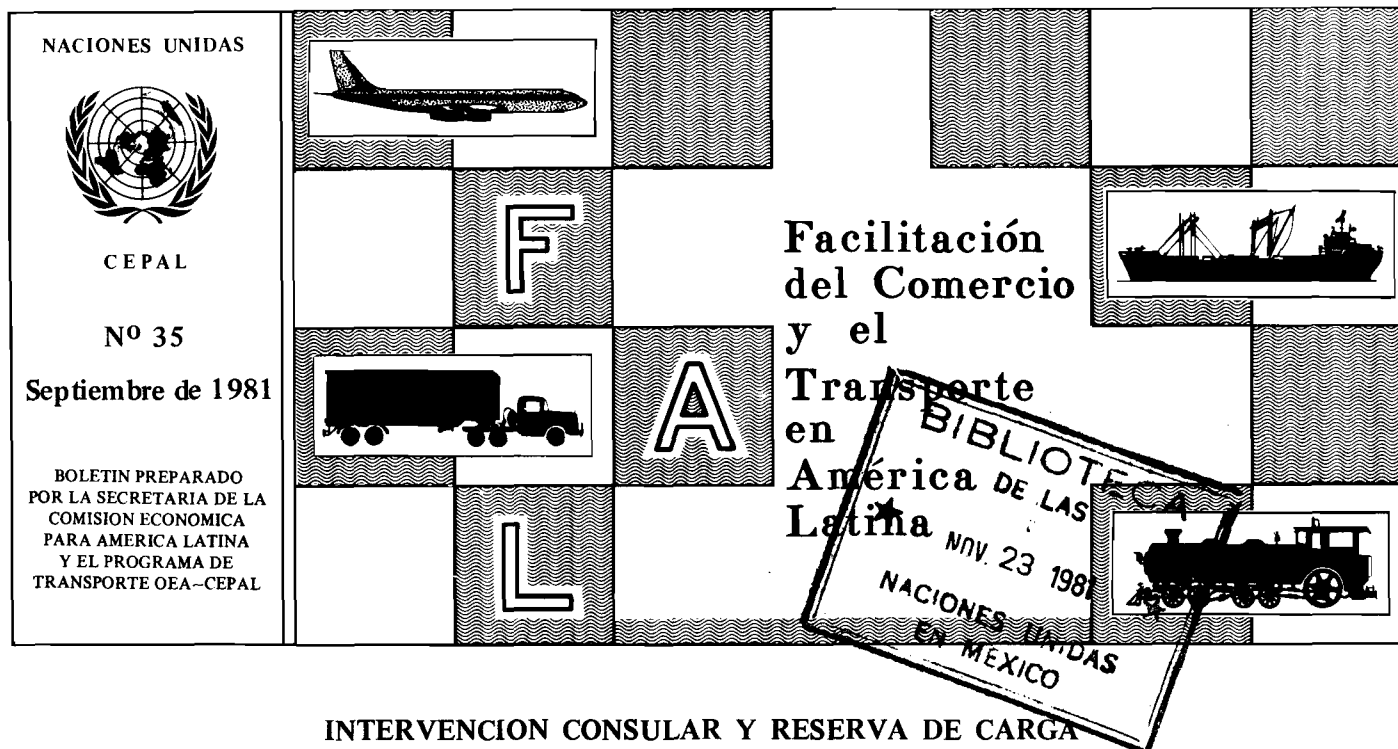 NACIONES UNIDAS
CEPAL
Nº 35
Septiembre de 1981
BOLETIN PREPARADO
POR LA SECRETARIA DE LA
COMISION ECONOMICA
PARA AMERICA LATINA
Y EL PROGRAMA DE
TRANSPORTE OEA~CEPAL
F
A
L
Facilitación
del Comercio
y el
Transporte
en
América
Latina
BIBLIOTECA
DE LAS
NOV. 23 1981
NACIONES UNIDAS
EN MEXICO
INTERVENCION CONSULAR Y RESERVA DE CARGA